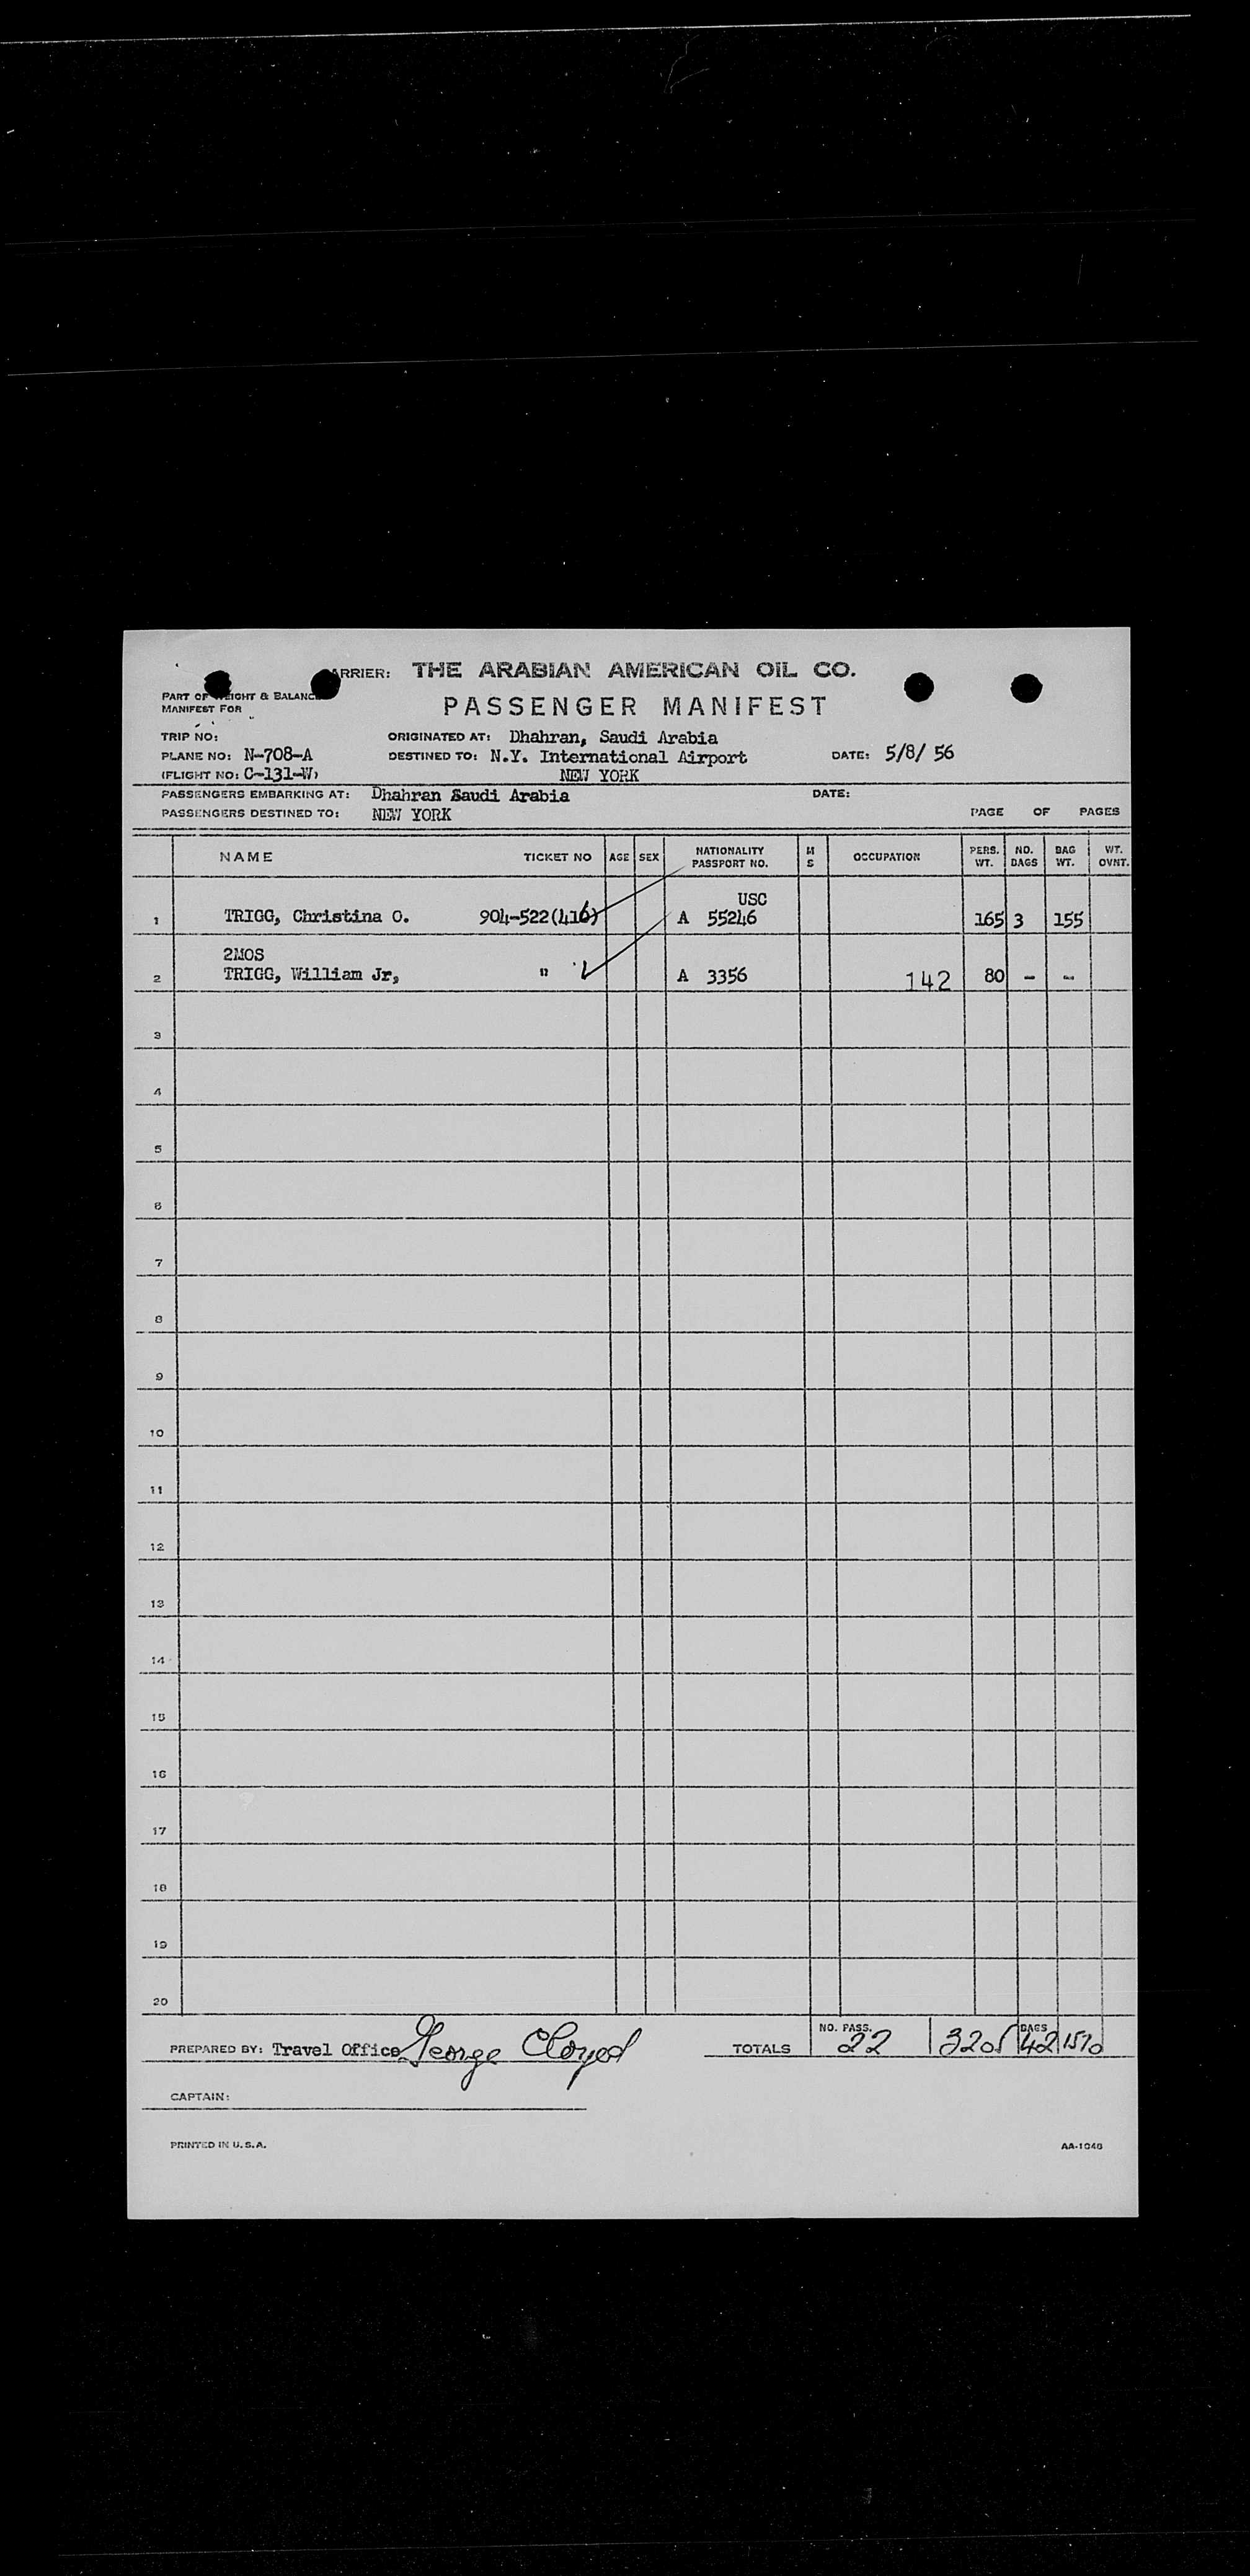 CARRIER: THE ARABIAN AMERICAN OIL CO.
PART OF WEIGHT & BALANCE
MANIFEST FOR
PASSENGER MANIFEST
TRIP NO: ORIGINATED AT: Dhahran, Saudi Arabia
PLANE NO: N-708-A DESTINED TO: N.Y. International Airport DATE: 5/8/ 56
(FLIGHT NO: C-131-W) NEW YORK
PASSENGERS EMBARKING AT: Dhahran Saudi Arabia DATE:
PASSENGERS DESTINED TO: NEW YORK PAGE OF PAGES
NAME TICKET NO AGE SEX NATIONALITY PASSPORT NO. M S OCCUPATION PERS. WT. NO. BAGS BAG WT. WT. OVNT.
USC
1 TRIGG, Christina O. 904-522(416) A 55246 165 3 155
2MOS
2 TRIGG, William Jr, " A 3356 142 80 - -
3
4
5
6
7
8
9
10
11
12
13
14
15
16
17
18
19
20
PREPARED BY: Travel Office George Cloyed TOTALS NO. PASS. 22 3205 BAGS 42 1510
CAPTAIN:
PRINTED IN U.S.A. AA-1046